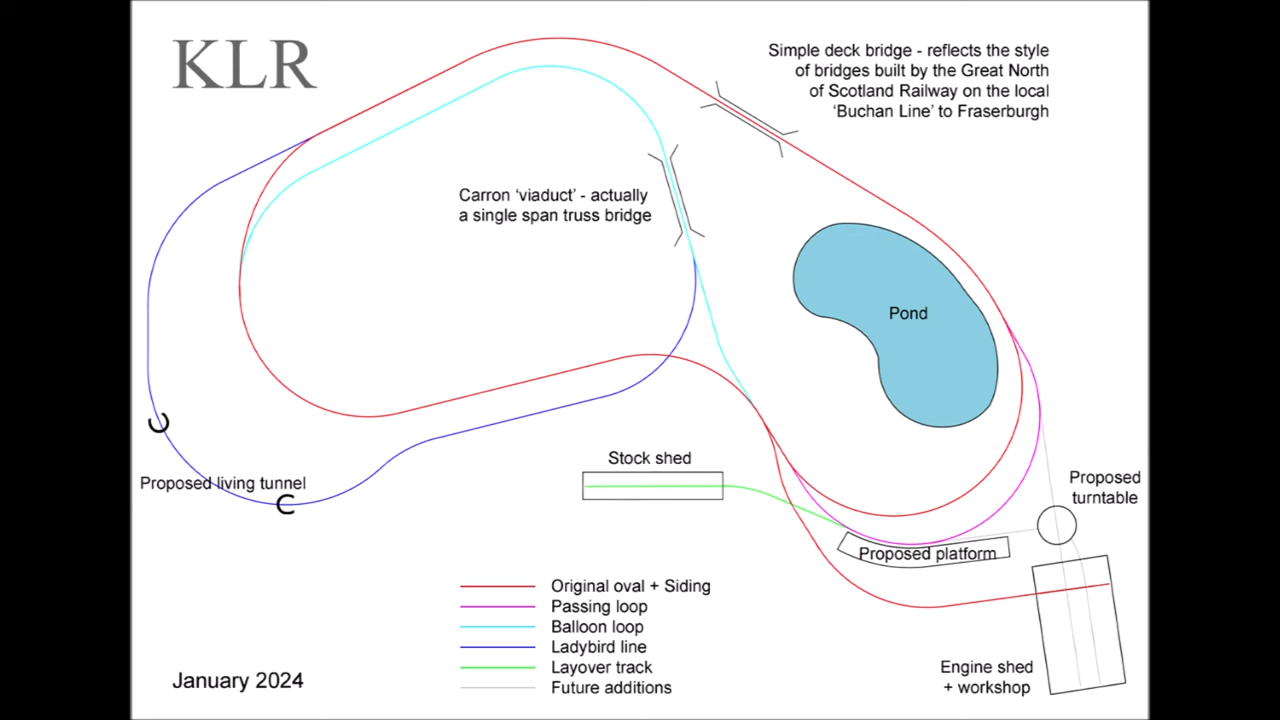 KLR
Simple deck bridge - reflects the style
of bridges built by the Great North
of Scotland Railway on the local
‘Buchan Line’ to Fraserburgh
Carron ‘viaduct’ - actually
a single span truss bridge
Pond
Stock shed
Proposed living tunnel
Proposed
turntable
Proposed platform
Original oval + Siding
Passing loop
Balloon loop
Ladybird line
Layover track
Future additions
Engine shed
+ workshop
January 2024